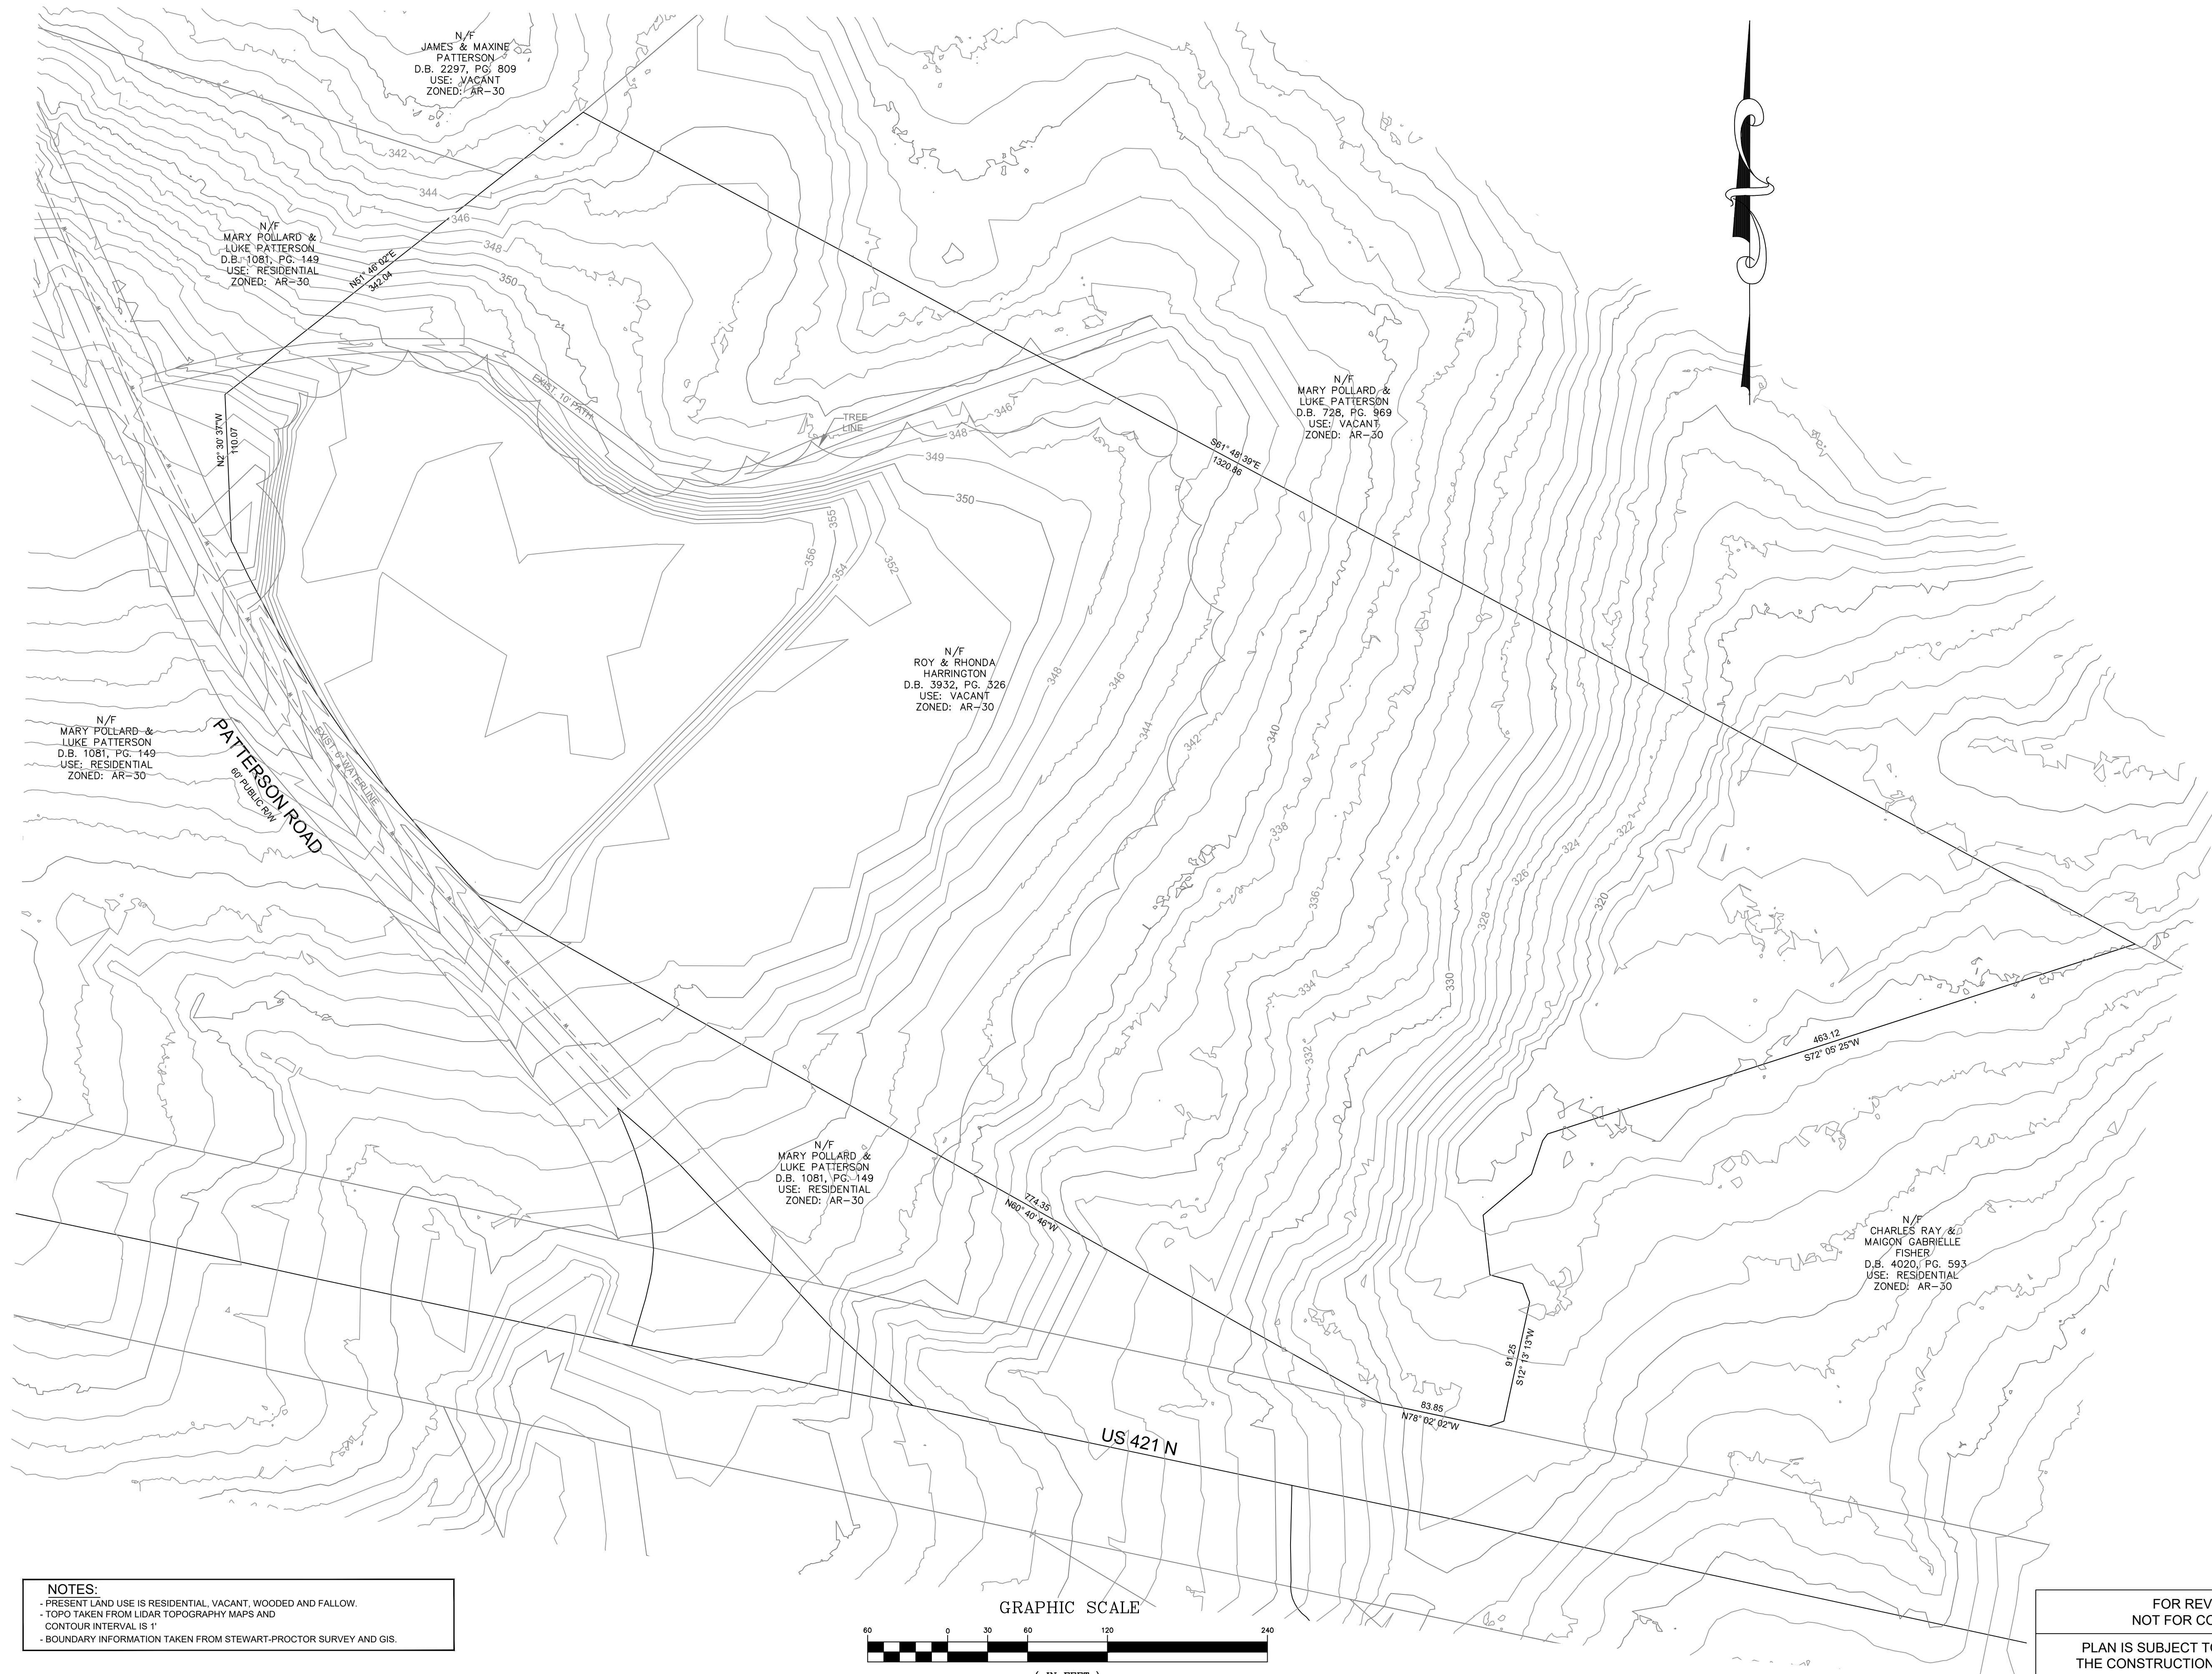 N/F
JAMES & MAXINE
PATTERSON
D.B. 2297, PG. 809
USE: VACANT
ZONED: AR-30
342
344
346
348
350
N/F
MARY POLLARD &
LUKE PATTERSON
D.B. 1081, PG. 149
USE: RESIDENTIAL
ZONED: AR-30
N51° 46' 02"E
342.04
N2° 30' 37"W
110.07
EXIST. 10' PATH
TREE
LINE
346
348
349
350
N/F
MARY POLLARD &
LUKE PATTERSON
D.B. 728, PG. 969
USE: VACANT
ZONED: AR-30
S61° 48' 39"E
1320.86
355
356
354
352
N/F
ROY & RHONDA
HARRINGTON
D.B. 3932, PG. 326
USE: VACANT
ZONED: AR-30
348
346
344
342
340
338
336
334
332
330
328
326
324
322
320
N/F
MARY POLLARD &
LUKE PATTERSON
D.B. 1081, PG. 149
USE: RESIDENTIAL
ZONED: AR-30
PATTERSON ROAD
60' PUBLIC R/W
EXIST. 6" WATERLINE
463.12
S72° 05' 25"W
N/F
MARY POLLARD &
LUKE PATTERSON
D.B. 1081, PG. 149
USE: RESIDENTIAL
ZONED: AR-30
774.35
N60° 40' 46"W
N/F
CHARLES RAY &
MAIGON GABRIELLE
FISHER
D.B. 4020, PG. 593
USE: RESIDENTIAL
ZONED: AR-30
91.25
S12° 13' 13"W
83.85
N78° 02' 02"W
US 421 N
NOTES:
- PRESENT LAND USE IS RESIDENTIAL, VACANT, WOODED AND FALLOW.
- TOPO TAKEN FROM LIDAR TOPOGRAPHY MAPS AND
CONTOUR INTERVAL IS 1'
- BOUNDARY INFORMATION TAKEN FROM STEWART-PROCTOR SURVEY AND GIS.
GRAPHIC SCALE
60 0 30 60 120 240
( IN FEET )
FOR REV
NOT FOR CO
PLAN IS SUBJECT TO
THE CONSTRUCTION